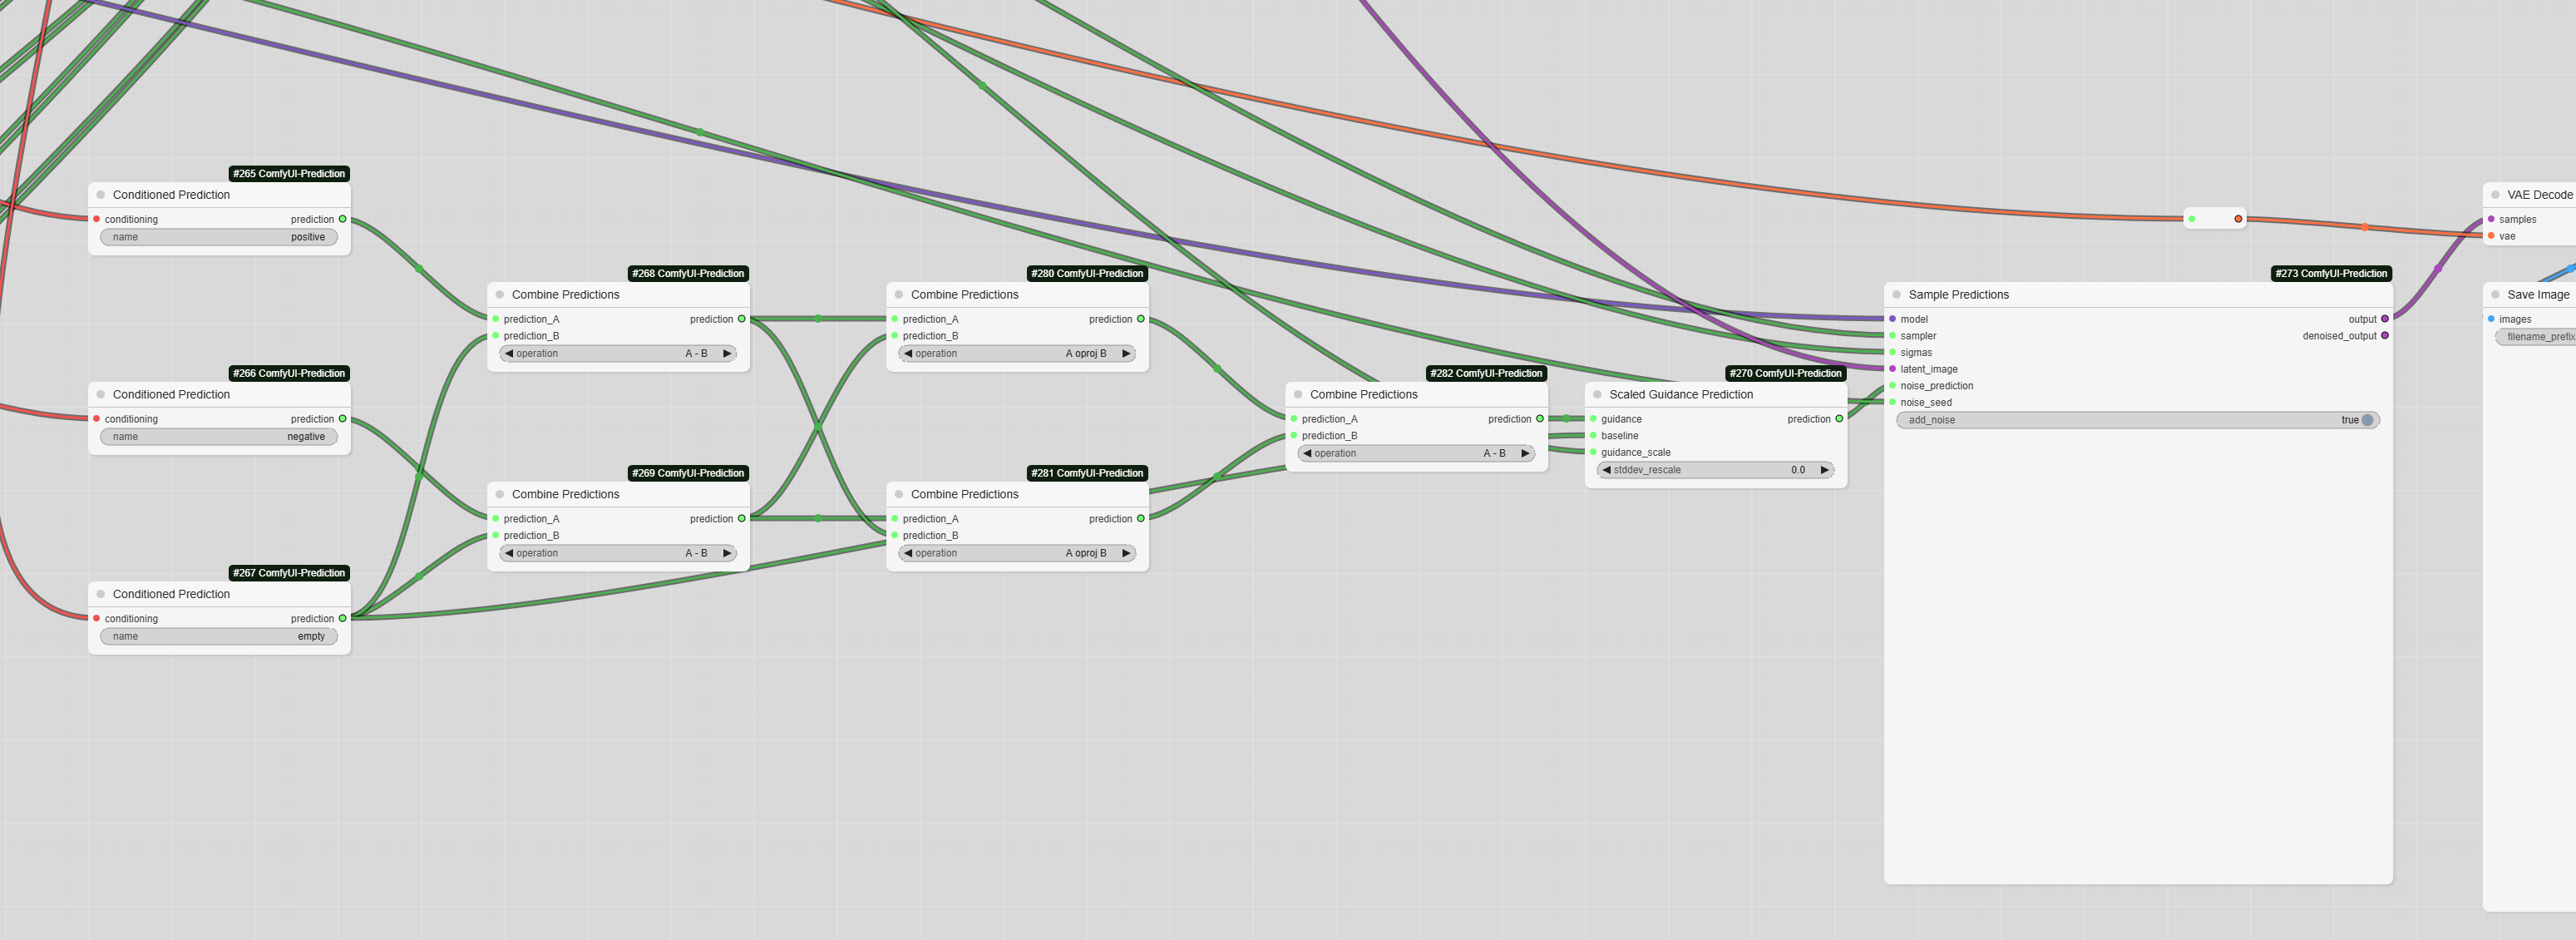 #265 ComfyUI-Prediction
Conditioned Prediction
conditioning prediction
name positive
#266 ComfyUI-Prediction
Conditioned Prediction
conditioning prediction
name negative
#267 ComfyUI-Prediction
Conditioned Prediction
conditioning prediction
name empty
#268 ComfyUI-Prediction
Combine Predictions
prediction_A prediction
prediction_B
operation A - B
#269 ComfyUI-Prediction
Combine Predictions
prediction_A prediction
prediction_B
operation A - B
#280 ComfyUI-Prediction
Combine Predictions
prediction_A prediction
prediction_B
operation A oproj B
#281 ComfyUI-Prediction
Combine Predictions
prediction_A prediction
prediction_B
operation A oproj B
#282 ComfyUI-Prediction
Combine Predictions
prediction_A prediction
prediction_B
operation A - B
#270 ComfyUI-Prediction
Scaled Guidance Prediction
guidance prediction
baseline
guidance_scale
stddev_rescale 0.0
#273 ComfyUI-Prediction
Sample Predictions
model output
sampler denoised_output
sigmas
latent_image
noise_prediction
noise_seed
add_noise true
VAE Decode
samples
vae
Save Image
images
filename_prefix